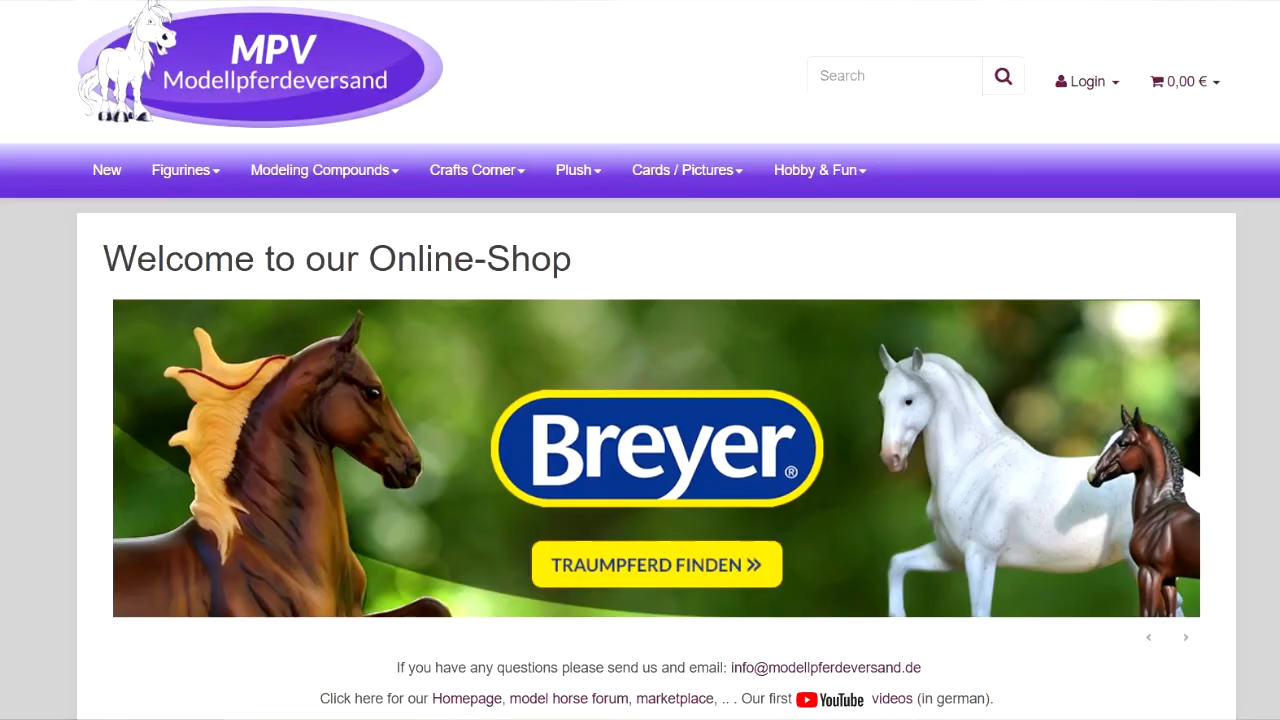 MPV
Modellpferdeversand
Search
Login
0,00 €
New Figurines Modeling Compounds Crafts Corner Plush Cards / Pictures Hobby & Fun
Welcome to our Online-Shop
Breyer®
TRAUMPFERD FINDEN »
‹ ›
If you have any questions please send us and email: info@modellpferdeversand.de
Click here for our Homepage, model horse forum, marketplace, .. . Our first YouTube videos (in german).